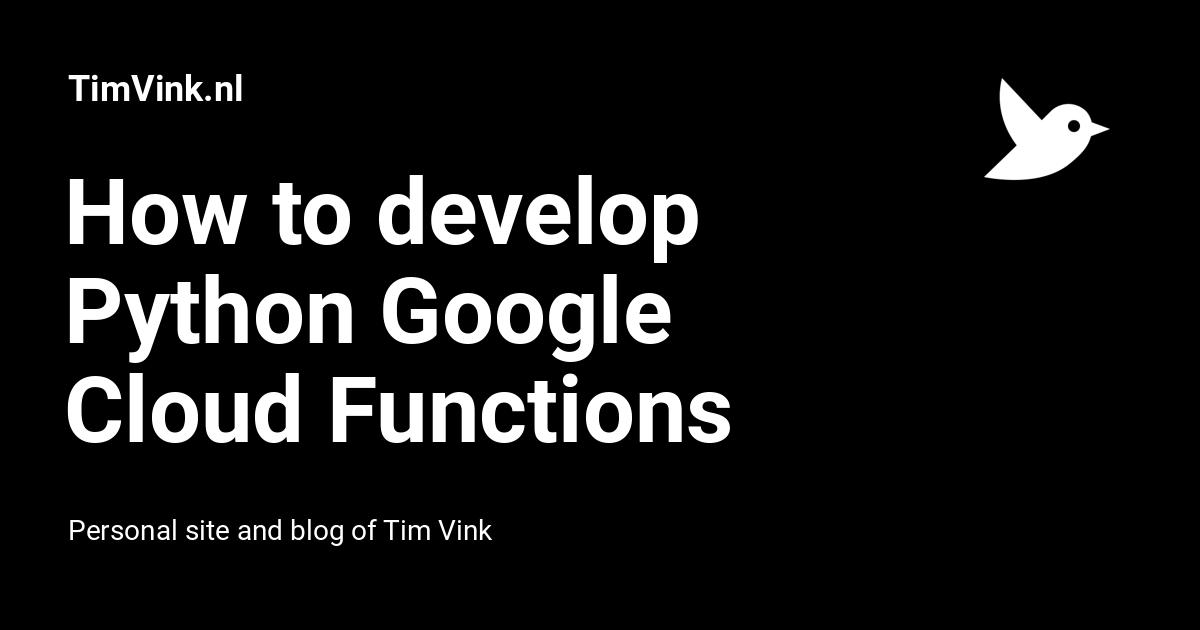 TimVink.nl
How to develop
Python Google
Cloud Functions
Personal site and blog of Tim Vink